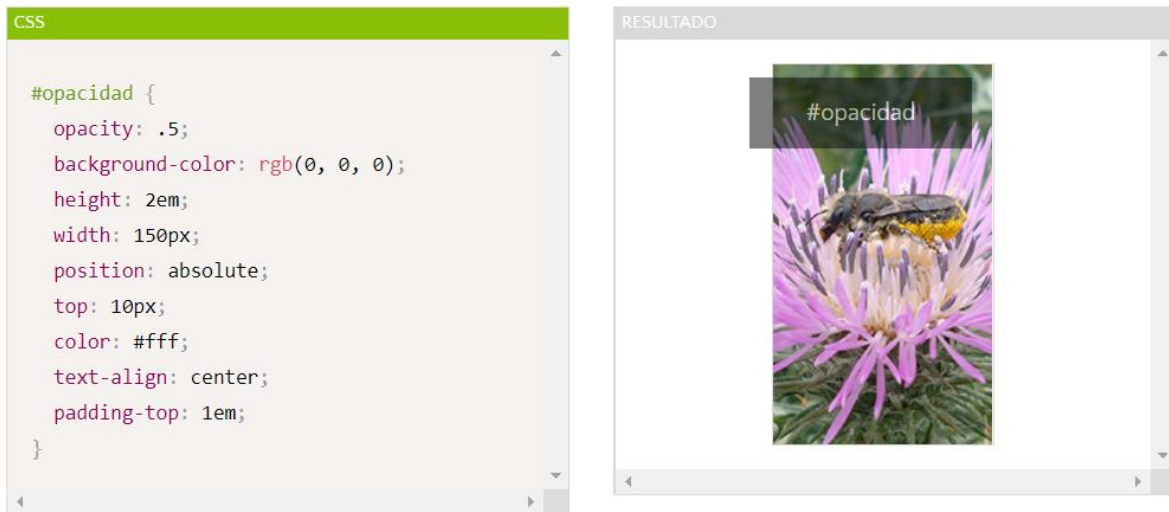 CSS
#opacidad {
opacity: .5;
background-color: rgb(0, 0, 0);
height: 2em;
width: 150px;
position: absolute;
top: 10px;
color: #fff;
text-align: center;
padding-top: 1em;
}
RESULTADO
#opacidad